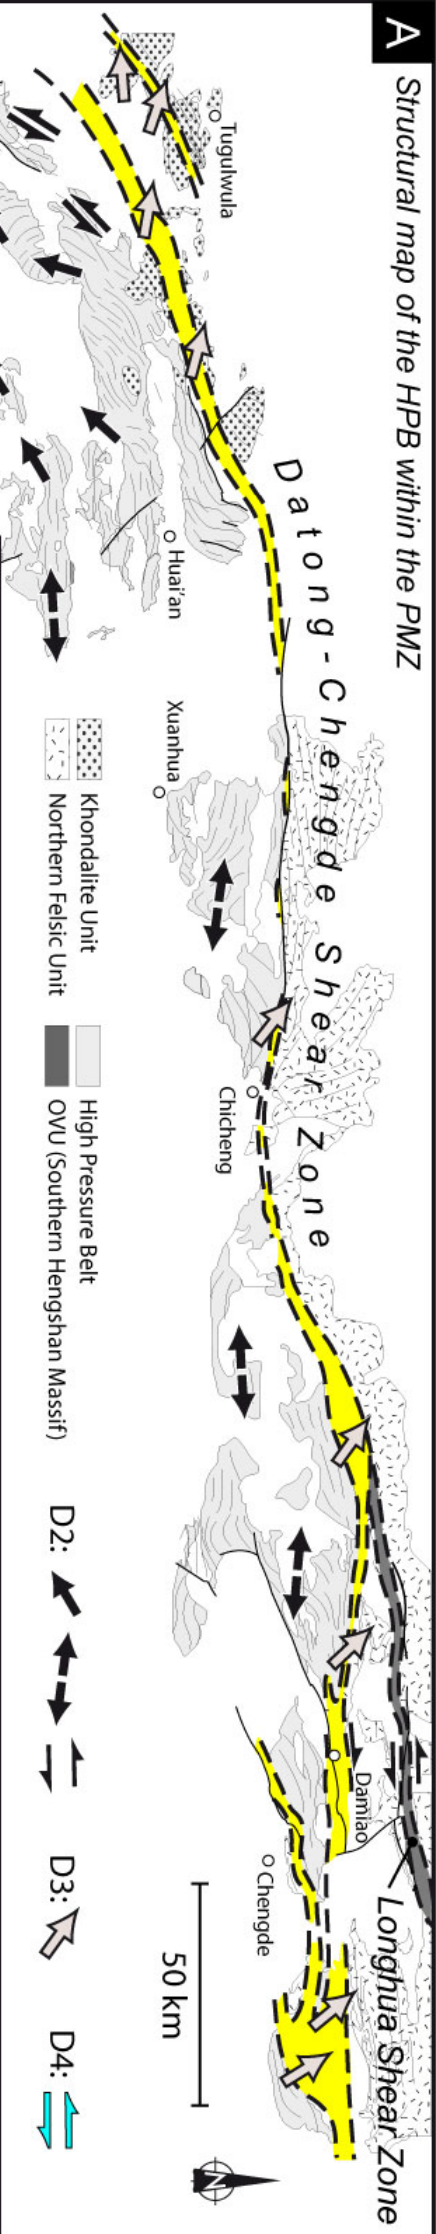 A
Structural map of the HPB within the PMZ
Tugulwula
Datong-Chengde Shear Zone
Huai'an
Xuanhua
Chicheng
Damiao
Longhua Shear Zone
Chengde
Khondalite Unit
Northern Felsic Unit
High Pressure Belt
OVU (Southern Hengshan Massif)
D2:
D3:
D4:
50 km
N